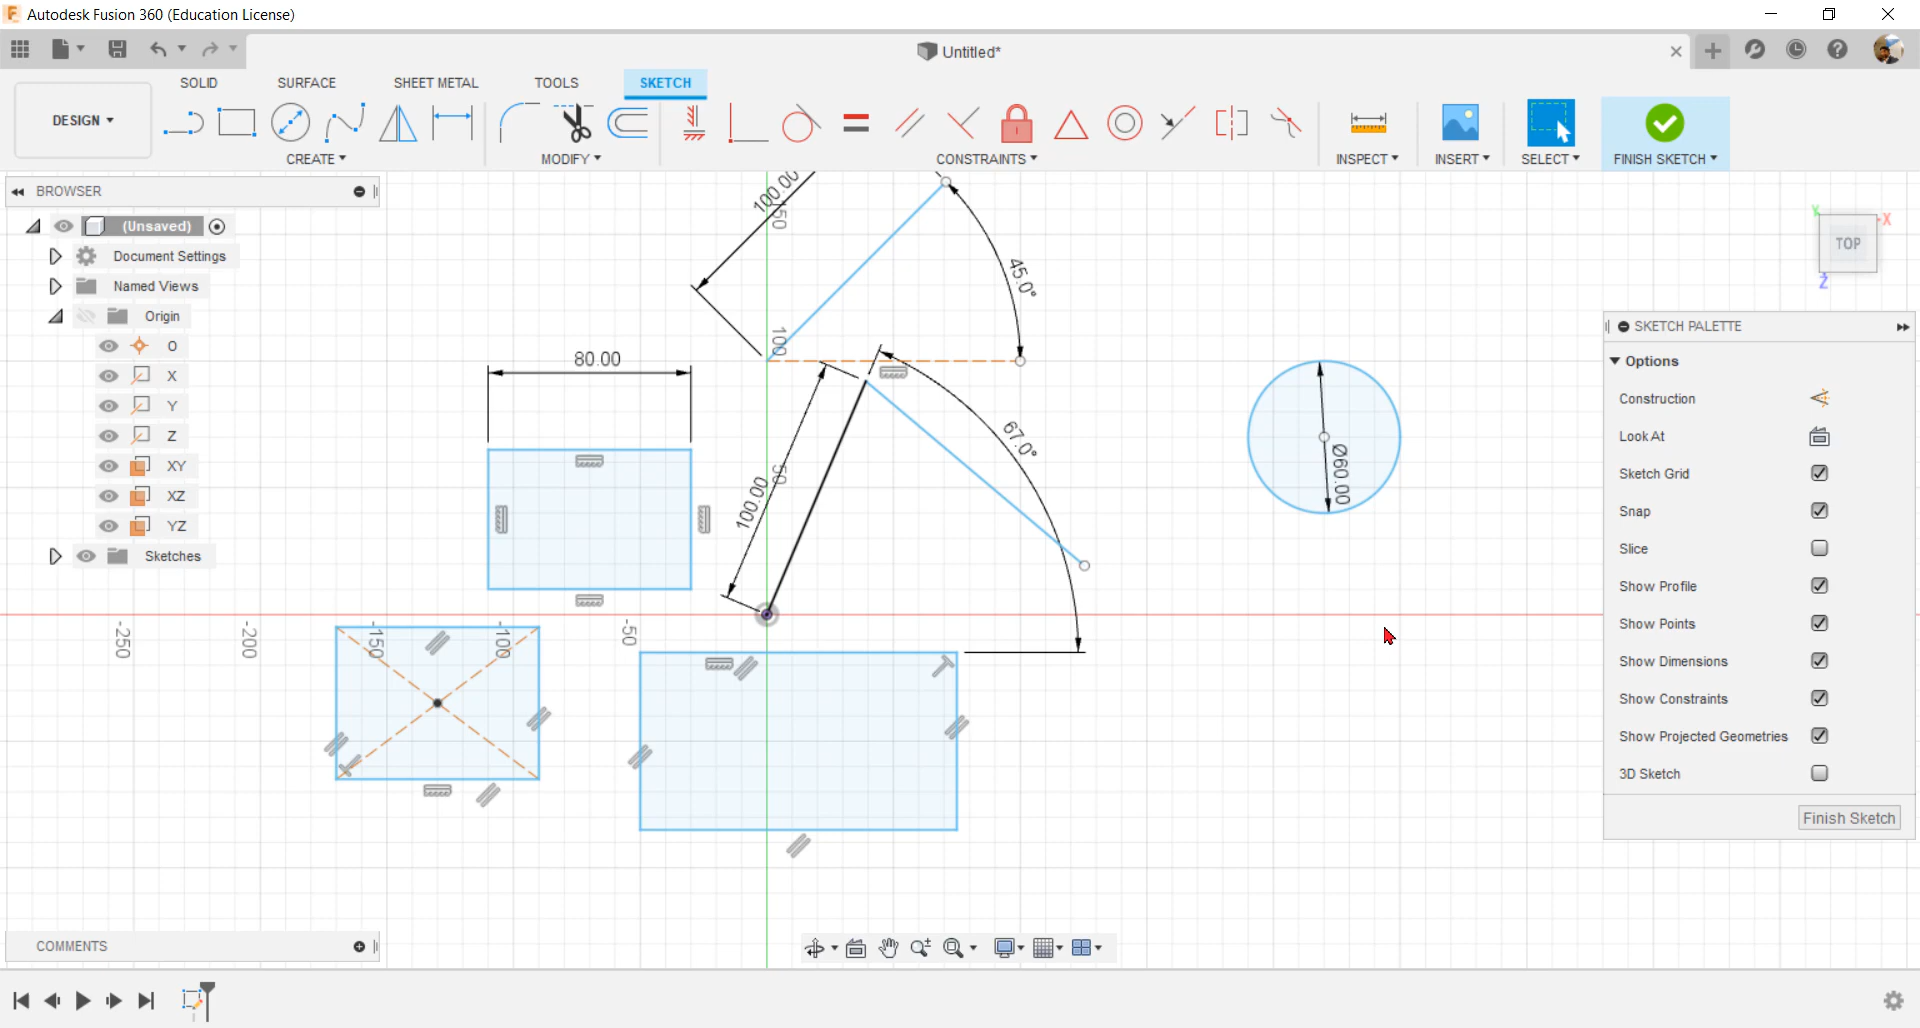 Autodesk Fusion 360 (Education License)
Untitled*
SOLID SURFACE SHEET METAL TOOLS SKETCH
DESIGN
CREATE MODIFY CONSTRAINTS INSPECT INSERT SELECT FINISH SKETCH
BROWSER
(Unsaved)
Document Settings
Named Views
Origin
O
X
Y
Z
XY
XZ
YZ
Sketches
100.00
150
45.0°
100
80.00
67.0°
50
100.00
Ø60.00
-250
-200
-150
-100
-50
Y
X
TOP
Z
SKETCH PALETTE
Options
Construction
Look At
Sketch Grid
Snap
Slice
Show Profile
Show Points
Show Dimensions
Show Constraints
Show Projected Geometries
3D Sketch
Finish Sketch
COMMENTS